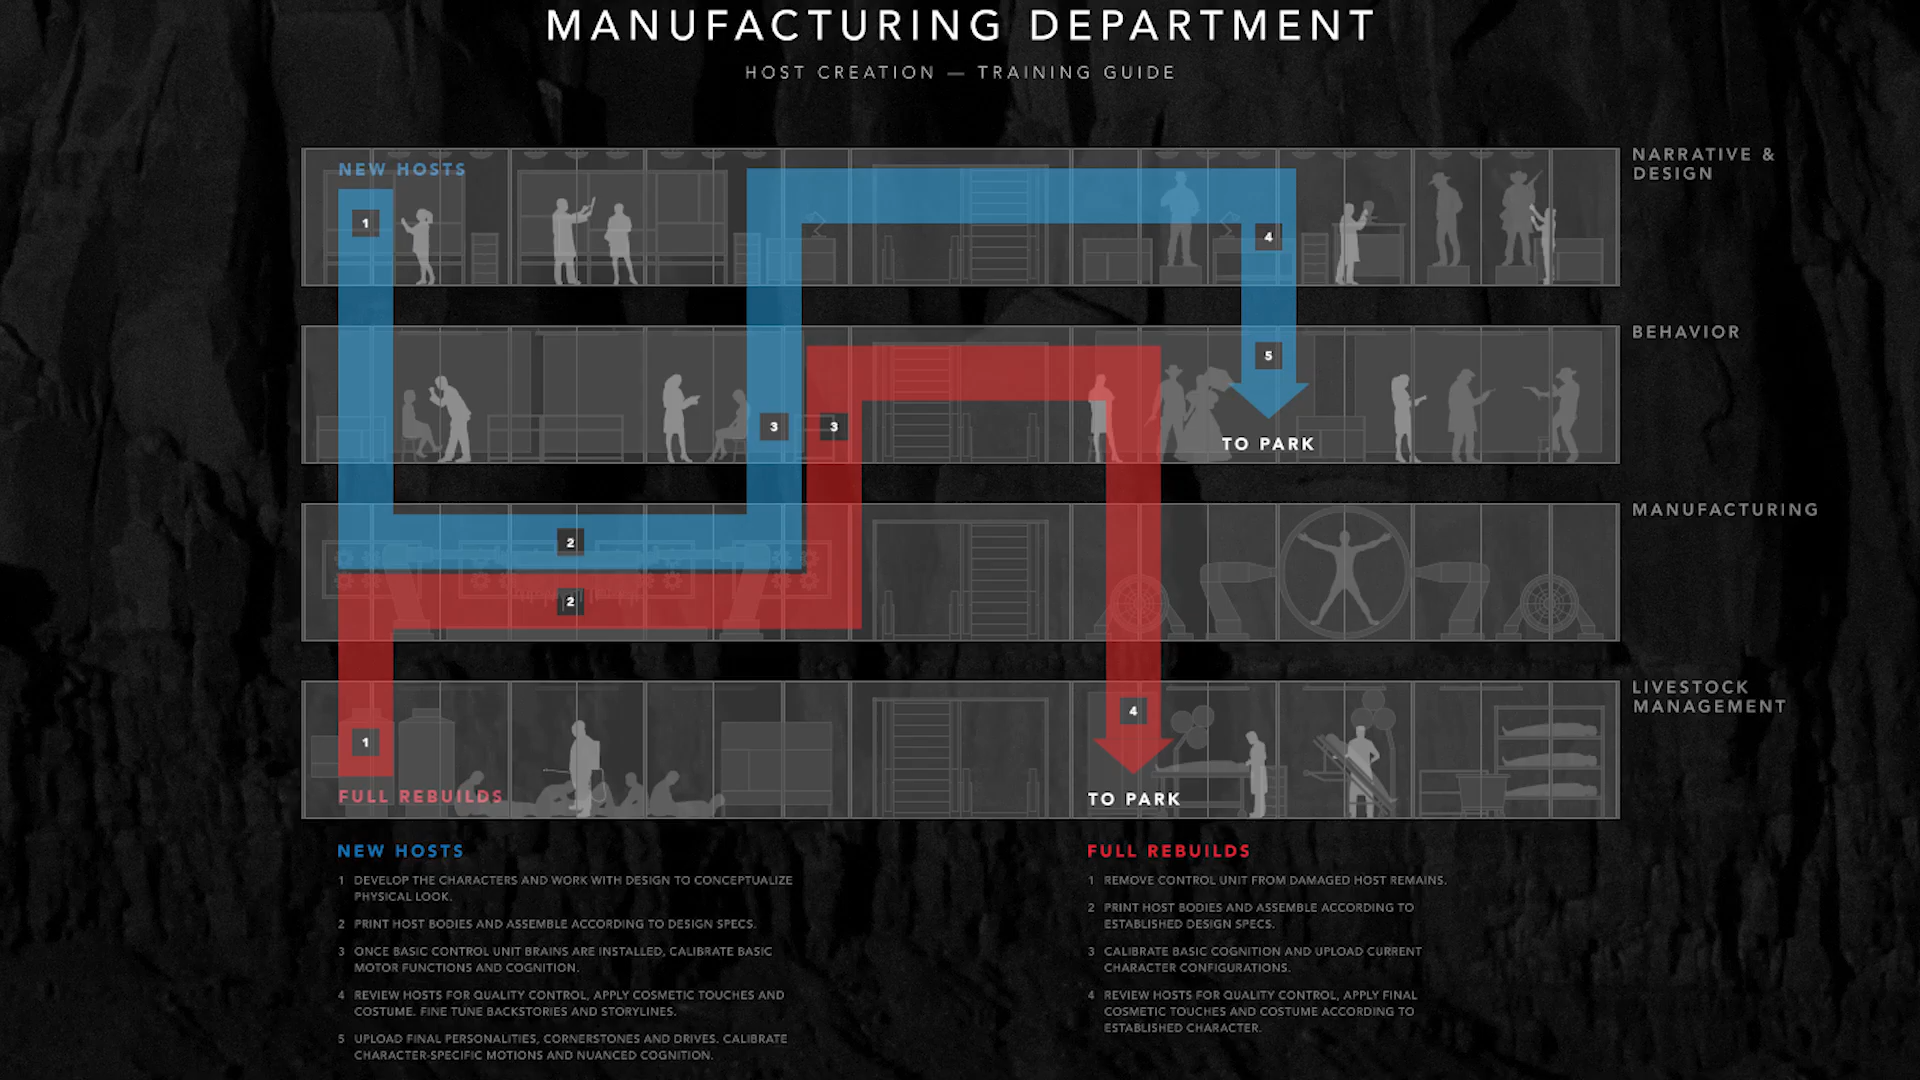 MANUFACTURING DEPARTMENT
HOST CREATION — TRAINING GUIDE
NARRATIVE &
DESIGN
NEW HOSTS
1
4
BEHAVIOR
5
3
3
TO PARK
MANUFACTURING
2
2
LIVESTOCK
MANAGEMENT
4
1
FULL REBUILDS
TO PARK
NEW HOSTS
1 DEVELOP THE CHARACTERS AND WORK WITH DESIGN TO CONCEPTUALIZE
PHYSICAL LOOK.
2 PRINT HOST BODIES AND ASSEMBLE ACCORDING TO DESIGN SPECS.
3 ONCE BASIC CONTROL UNIT BRAINS ARE INSTALLED, CALIBRATE BASIC
MOTOR FUNCTIONS AND COGNITION.
4 REVIEW HOSTS FOR QUALITY CONTROL, APPLY COSMETIC TOUCHES AND
COSTUME. FINE TUNE BACKSTORIES AND STORYLINES.
5 UPLOAD FINAL PERSONALITIES, CORNERSTONES AND DRIVES. CALIBRATE
CHARACTER-SPECIFIC MOTIONS AND NUANCED COGNITION.
FULL REBUILDS
1 REMOVE CONTROL UNIT FROM DAMAGED HOST REMAINS.
2 PRINT HOST BODIES AND ASSEMBLE ACCORDING TO
ESTABLISHED DESIGN SPECS.
3 CALIBRATE BASIC COGNITION AND UPLOAD CURRENT
CHARACTER CONFIGURATIONS.
4 REVIEW HOSTS FOR QUALITY CONTROL, APPLY FINAL
COSMETIC TOUCHES AND COSTUME ACCORDING TO
ESTABLISHED CHARACTER.